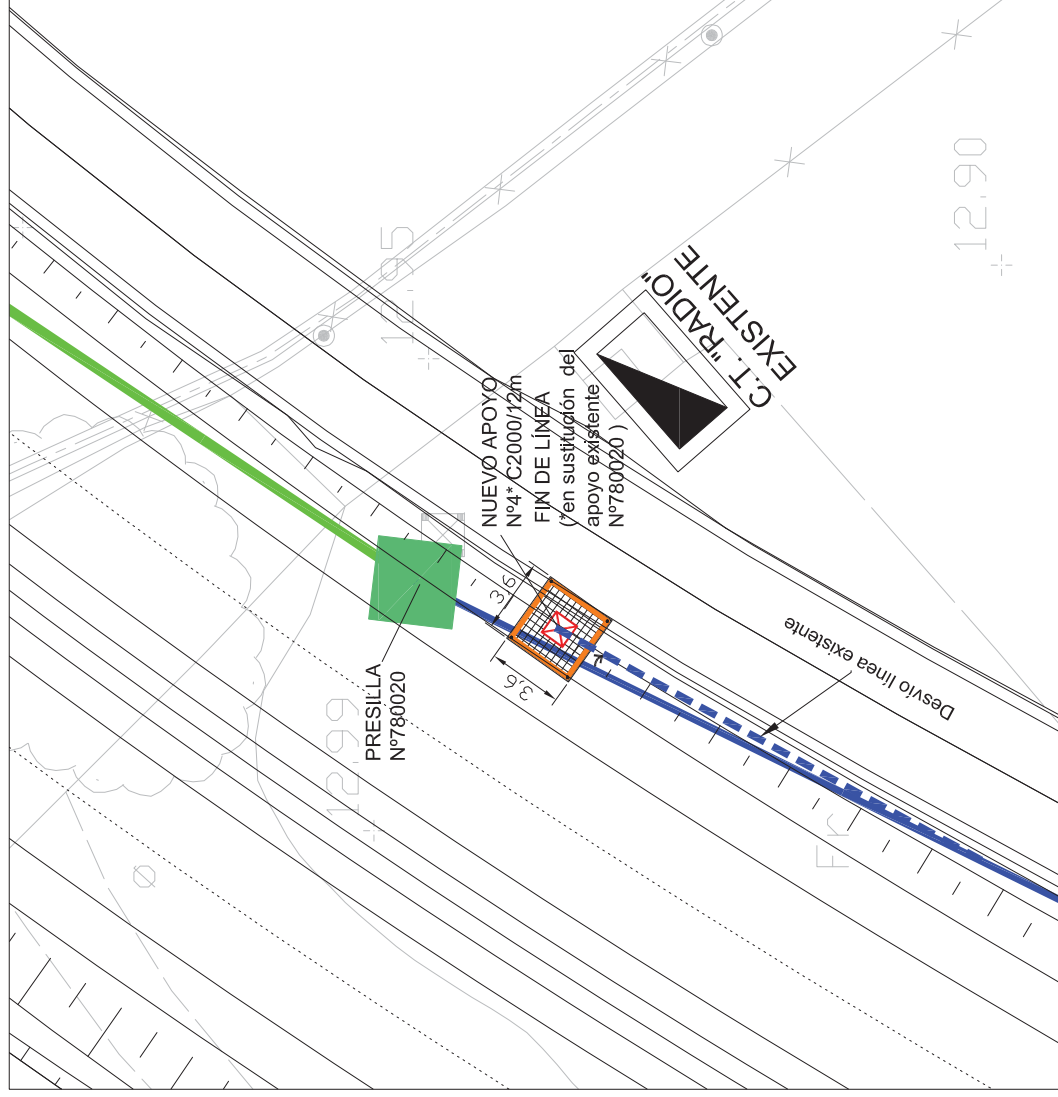 12.95
12.90
C.T. "RADIO"
EXISTENTE
NUEVO APOYO
Nº4* C2000/12m
FIN DE LÍNEA
(*en sustitución del
apoyo existente
Nº780020 )
3,6
3,6
PRESILLA
Nº780020
12.99
Desvío línea existente
Fr